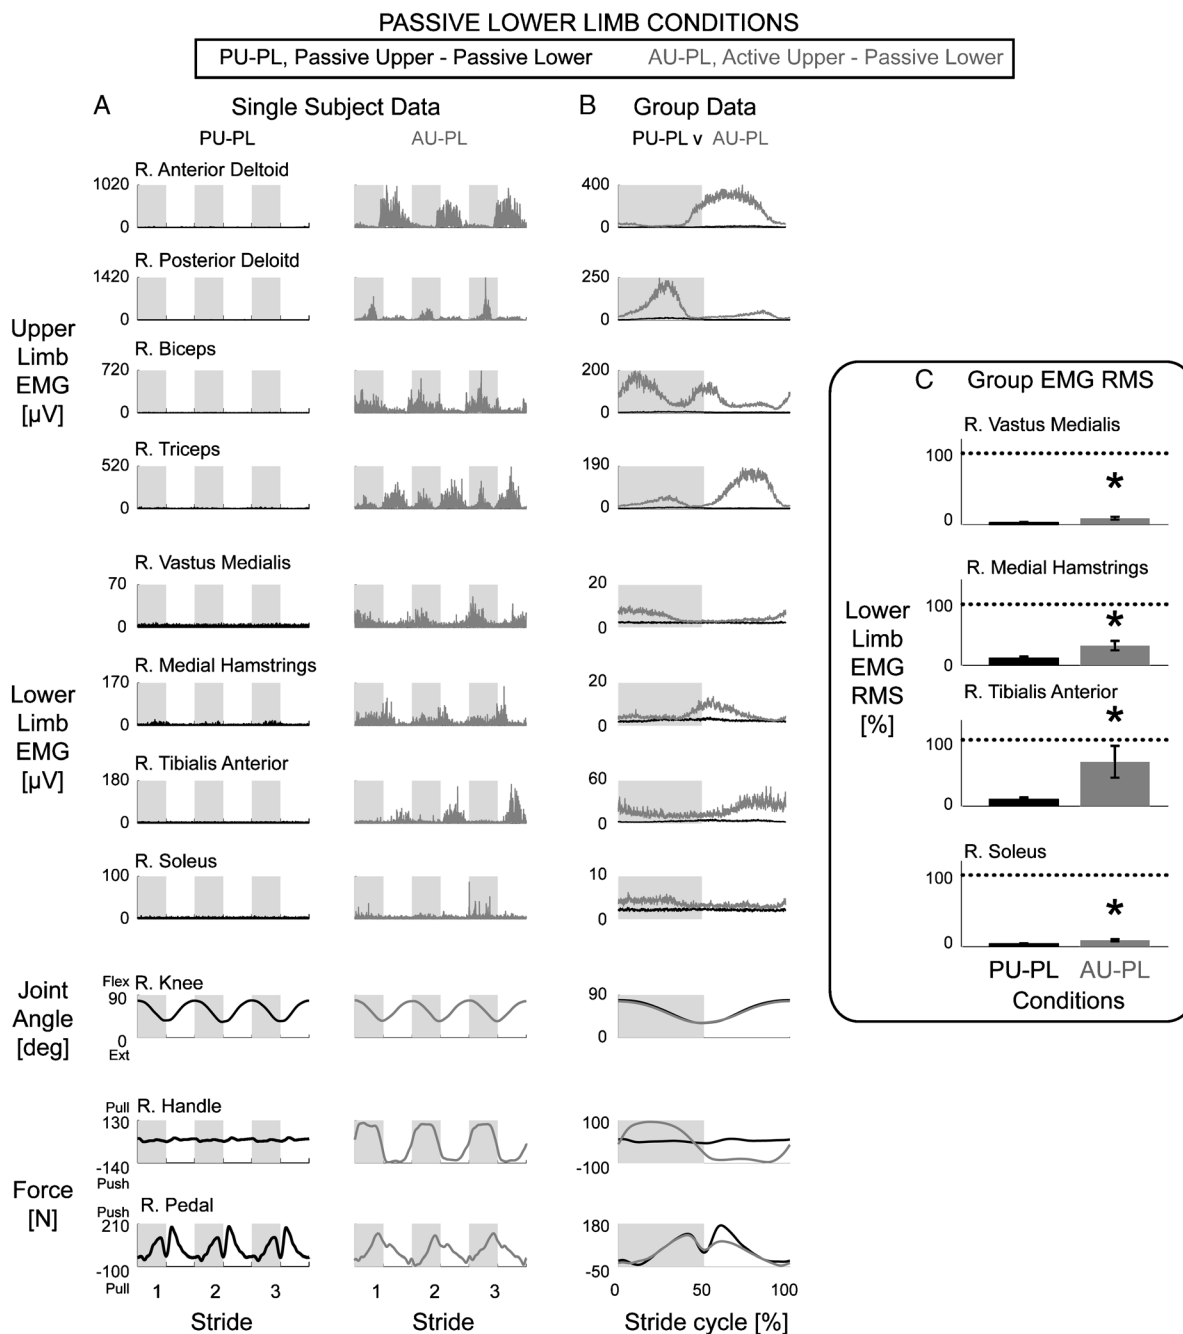 PASSIVE LOWER LIMB CONDITIONS
PU-PL, Passive Upper - Passive Lower AU-PL, Active Upper - Passive Lower
A Single Subject Data
PU-PL AU-PL
B Group Data
PU-PL v AU-PL
Upper
Limb
EMG
[µV]
R. Anterior Deltoid
1020 400
0 0
R. Posterior Deloitd
1420 250
0 0
R. Biceps
720 200
0 0
R. Triceps
520 190
0 0
Lower
Limb
EMG
[µV]
R. Vastus Medialis
70 20
0 0
R. Medial Hamstrings
170 20
0 0
R. Tibialis Anterior
180 60
0 0
R. Soleus
100 10
0 0
Joint
Angle
[deg]
Flex R. Knee
90 90
0 0
Ext
Force
[N]
Pull R. Handle
130 100
-140 -100
Push
Push R. Pedal
210 180
-100 -50
Pull
1 2 3 1 2 3 0 50 100
Stride Stride Stride cycle [%]
C Group EMG RMS
Lower
Limb
EMG
RMS
[%]
R. Vastus Medialis
100
*
0
R. Medial Hamstrings
100
*
0
R. Tibialis Anterior
*
100
0
R. Soleus
100
*
0
PU-PL AU-PL
Conditions